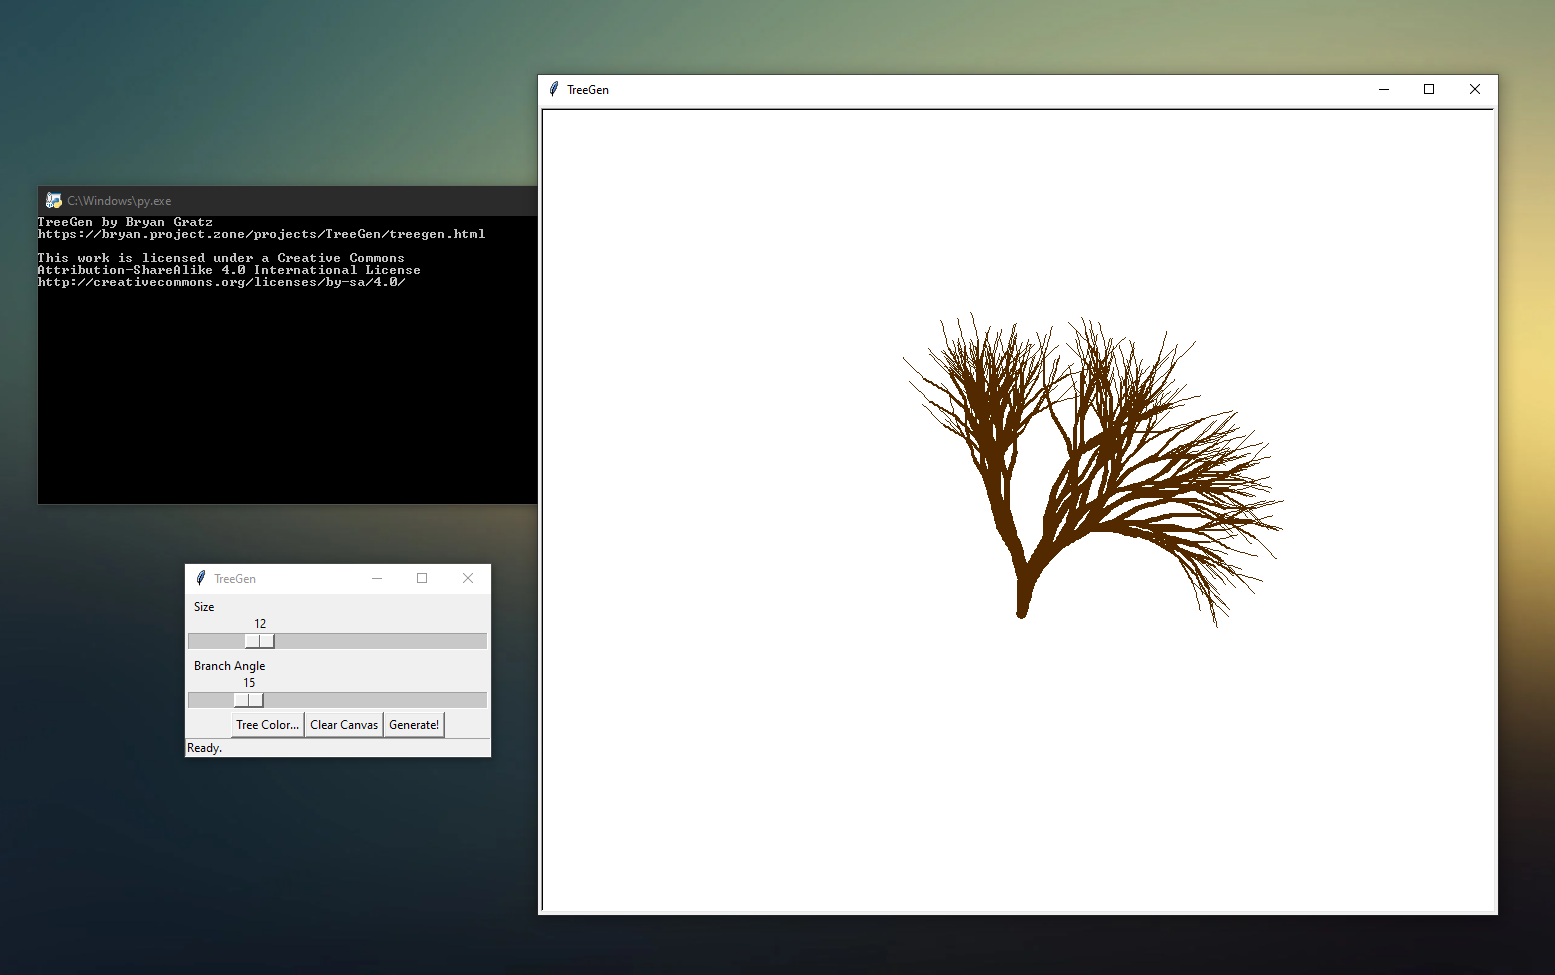 TreeGen
C:\Windows\py.exe
TreeGen by Bryan Gratz
https://bryan.project.zone/projects/TreeGen/treegen.html
This work is licensed under a Creative Commons
Attribution-ShareAlike 4.0 International License
http://creativecommons.org/licenses/by-sa/4.0/
TreeGen
Size
12
Branch Angle
15
Tree Color... Clear Canvas Generate!
Ready.